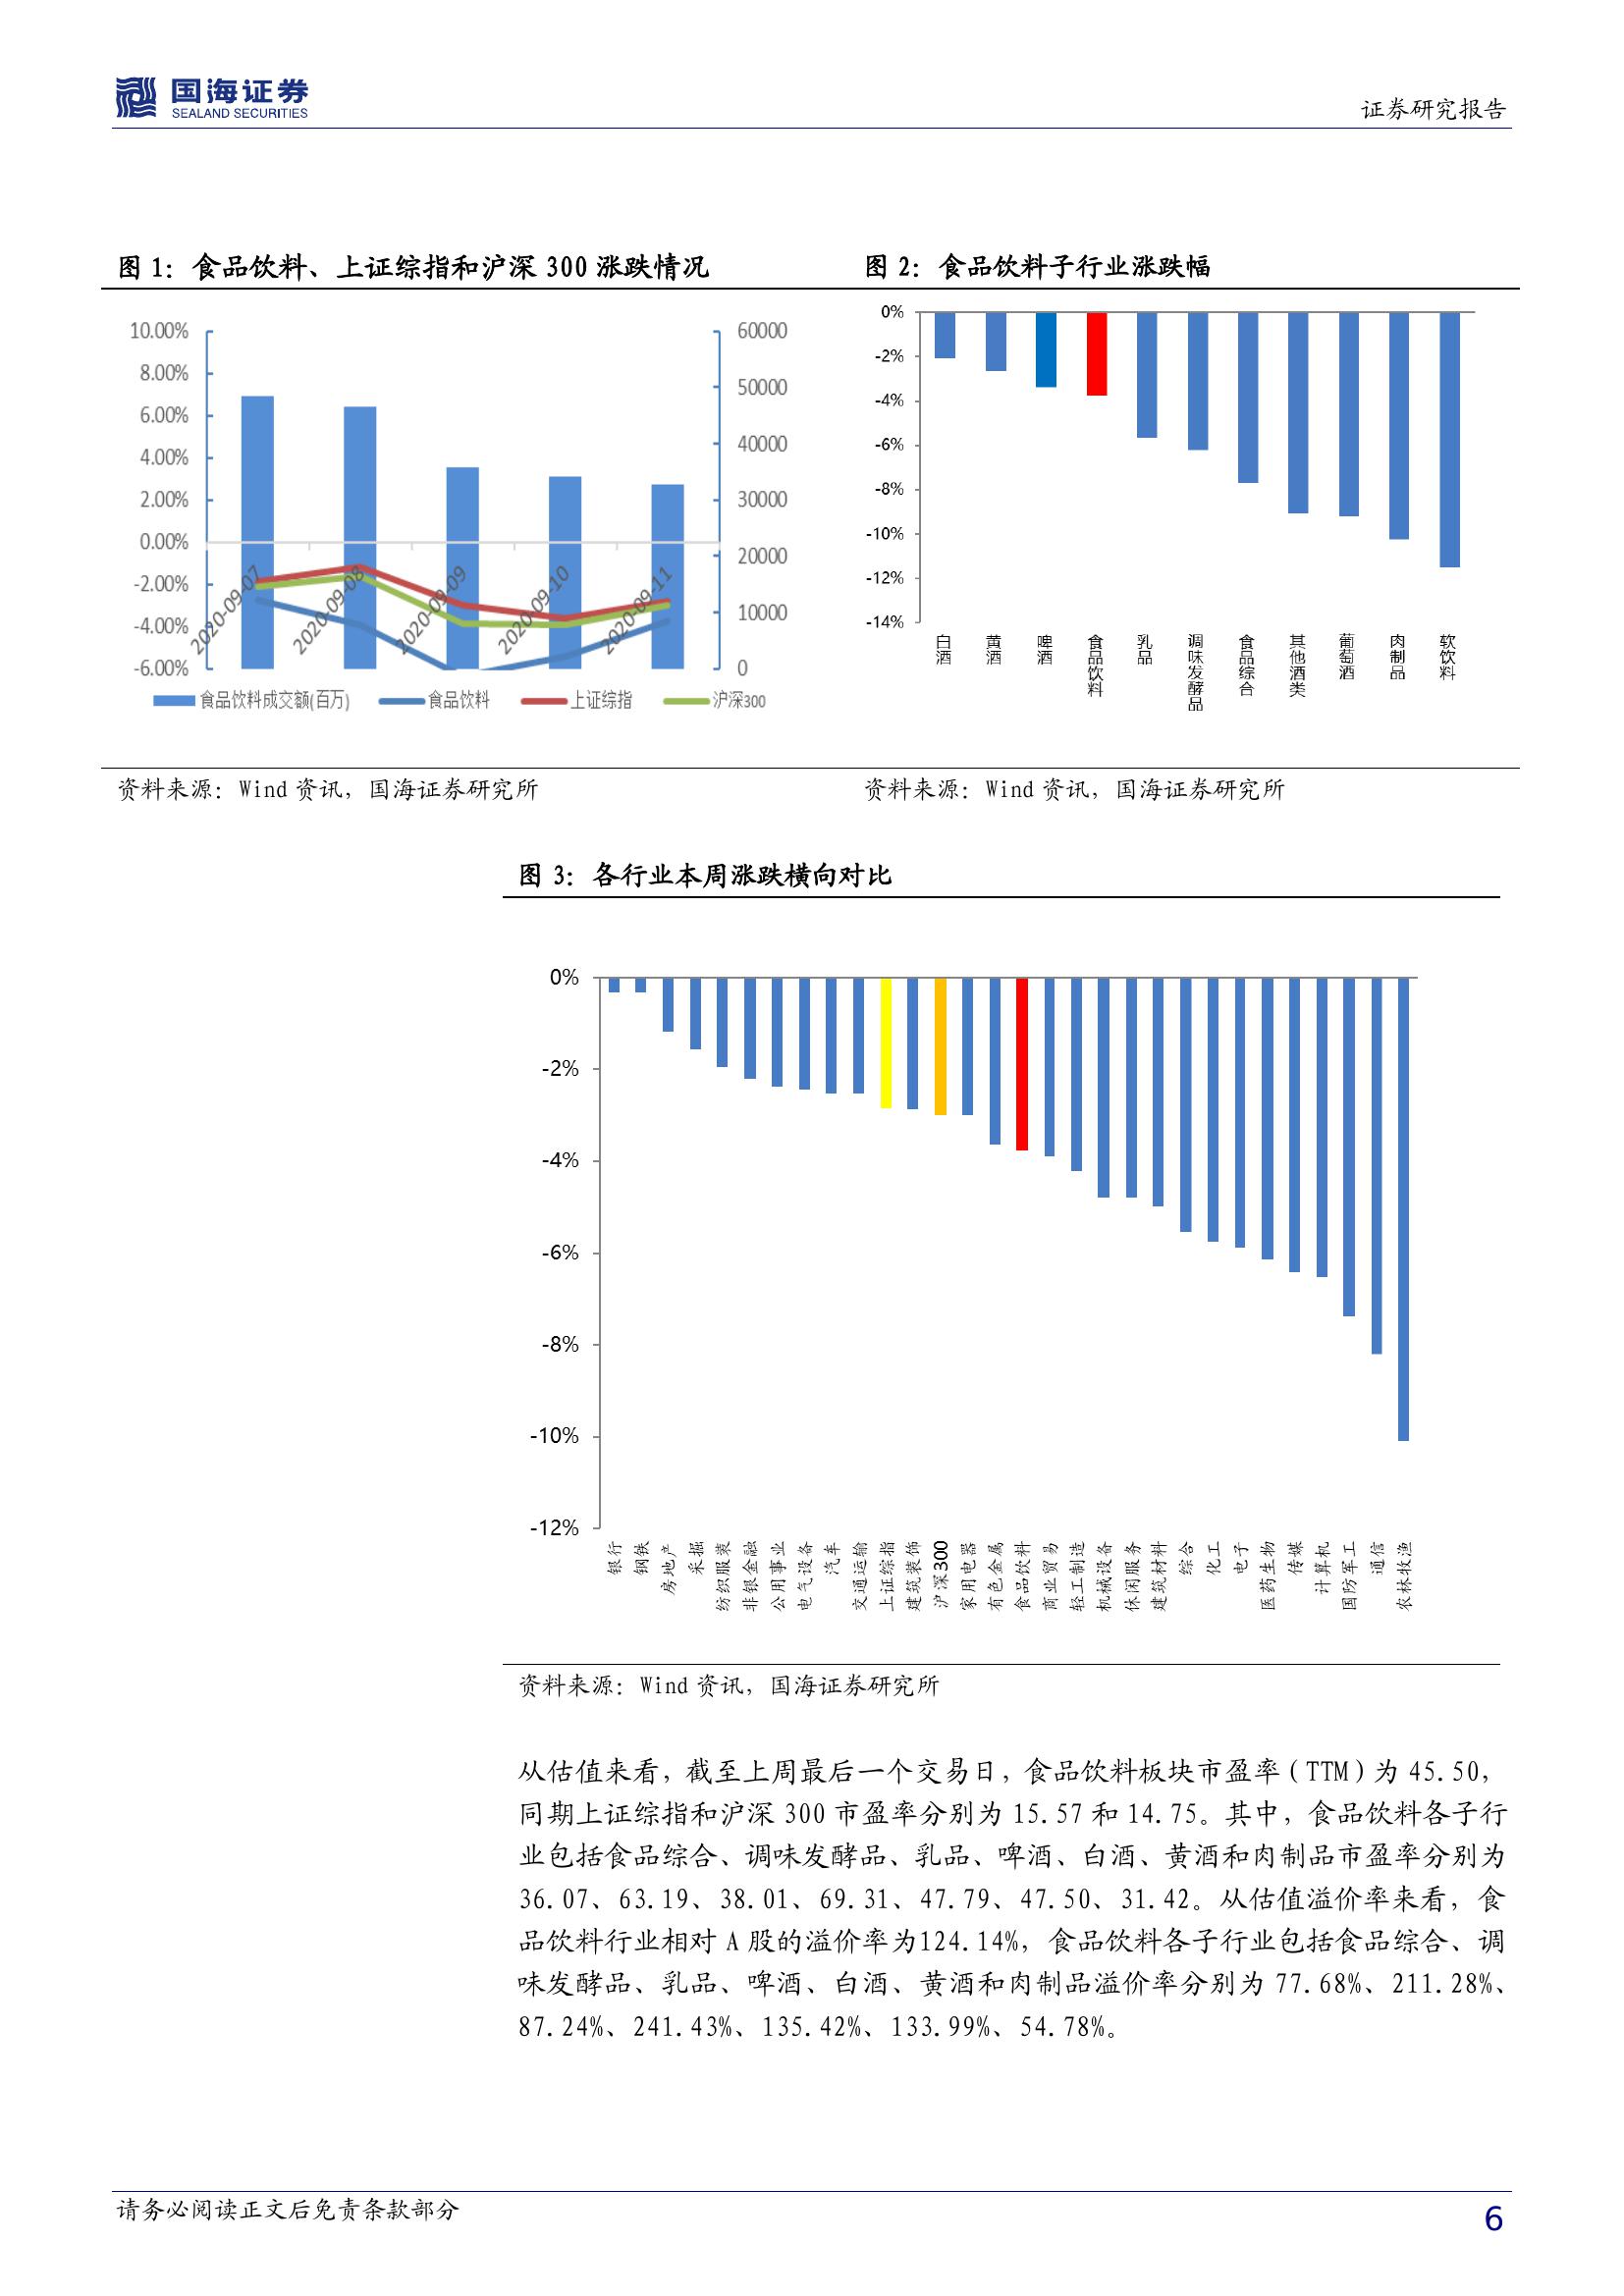 国海证券
SEALAND SECURITIES
证券研究报告
图 1：食品饮料、上证综指和沪深 300 涨跌情况
10.00%
8.00%
6.00%
4.00%
2.00%
0.00%
-2.00%
-4.00%
-6.00%
60000
50000
40000
30000
20000
10000
0
2020-09-07
2020-09-08
2020-09-09
2020-09-10
2020-09-11
食品饮料成交额(百万)
食品饮料
上证综指
沪深300
资料来源：Wind 资讯，国海证券研究所
图 2：食品饮料子行业涨跌幅
0%
-2%
-4%
-6%
-8%
-10%
-12%
-14%
白酒
黄酒
啤酒
食品饮料
乳品
调味发酵品
食品综合
其他酒类
葡萄酒
肉制品
软饮料
资料来源：Wind 资讯，国海证券研究所
图 3：各行业本周涨跌横向对比
0%
-2%
-4%
-6%
-8%
-10%
-12%
银行
钢铁
房地产
采掘
纺织服装
非银金融
公用事业
电气设备
汽车
交通运输
上证综指
建筑装饰
沪深300
家用电器
有色金属
食品饮料
商业贸易
轻工制造
机械设备
休闲服务
建筑材料
综合
化工
电子
医药生物
传媒
计算机
国防军工
通信
农林牧渔
资料来源：Wind 资讯，国海证券研究所
从估值来看，截至上周最后一个交易日，食品饮料板块市盈率（TTM）为 45.50，
同期上证综指和沪深 300 市盈率分别为 15.57 和 14.75。其中，食品饮料各子行
业包括食品综合、调味发酵品、乳品、啤酒、白酒、黄酒和肉制品市盈率分别为
36.07、63.19、38.01、69.31、47.79、47.50、31.42。从估值溢价率来看，食
品饮料行业相对 A 股的溢价率为124.14%，食品饮料各子行业包括食品综合、调
味发酵品、乳品、啤酒、白酒、黄酒和肉制品溢价率分别为 77.68%、211.28%、
87.24%、241.43%、135.42%、133.99%、54.78%。
请务必阅读正文后免责条款部分
6